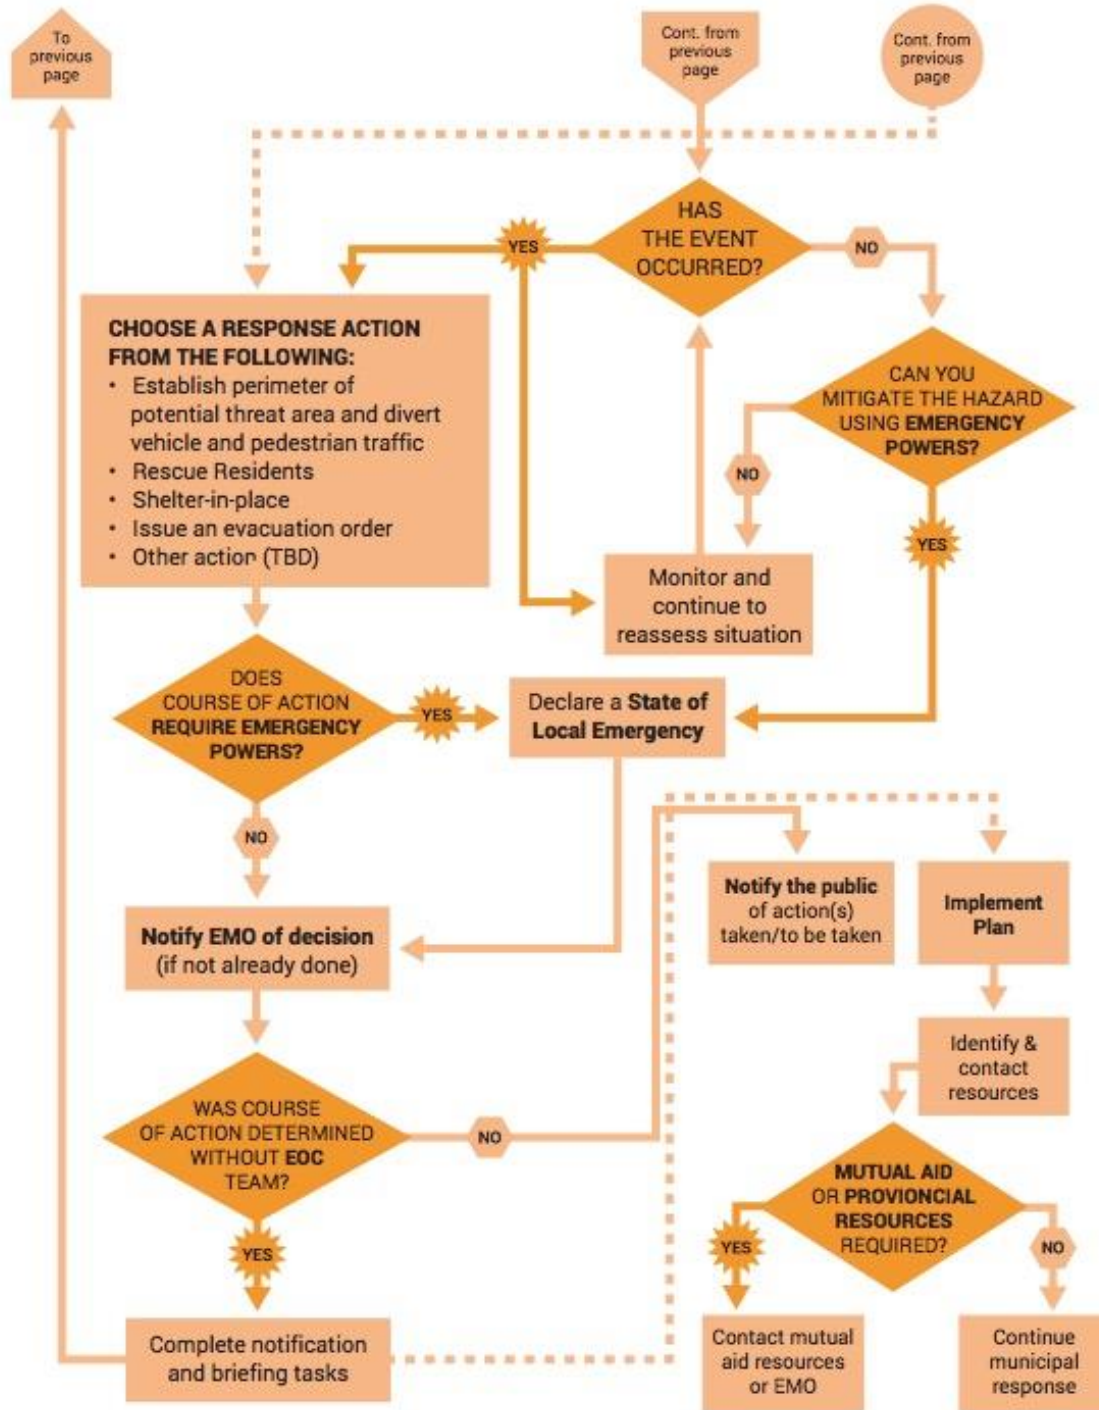 To
previous
page
Cont. from
previous
page
Cont. from
previous
page
HAS
THE EVENT
OCCURRED?
YES
NO
CHOOSE A RESPONSE ACTION
FROM THE FOLLOWING:
• Establish perimeter of
potential threat area and divert
vehicle and pedestrian traffic
• Rescue Residents
• Shelter-in-place
• Issue an evacuation order
• Other action (TBD)
CAN YOU
MITIGATE THE HAZARD
USING EMERGENCY
POWERS?
NO
YES
Monitor and
continue to
reassess situation
DOES
COURSE OF ACTION
REQUIRE EMERGENCY
POWERS?
YES
Declare a State of
Local Emergency
NO
Notify EMO of decision
(if not already done)
Notify the public
of action(s)
taken/to be taken
Implement
Plan
Identify &
contact
resources
WAS COURSE
OF ACTION DETERMINED
WITHOUT EOC
TEAM?
NO
YES
MUTUAL AID
OR PROVIONCIAL
RESOURCES
REQUIRED?
YES
NO
Complete notification
and briefing tasks
Contact mutual
aid resources
or EMO
Continue
municipal
response